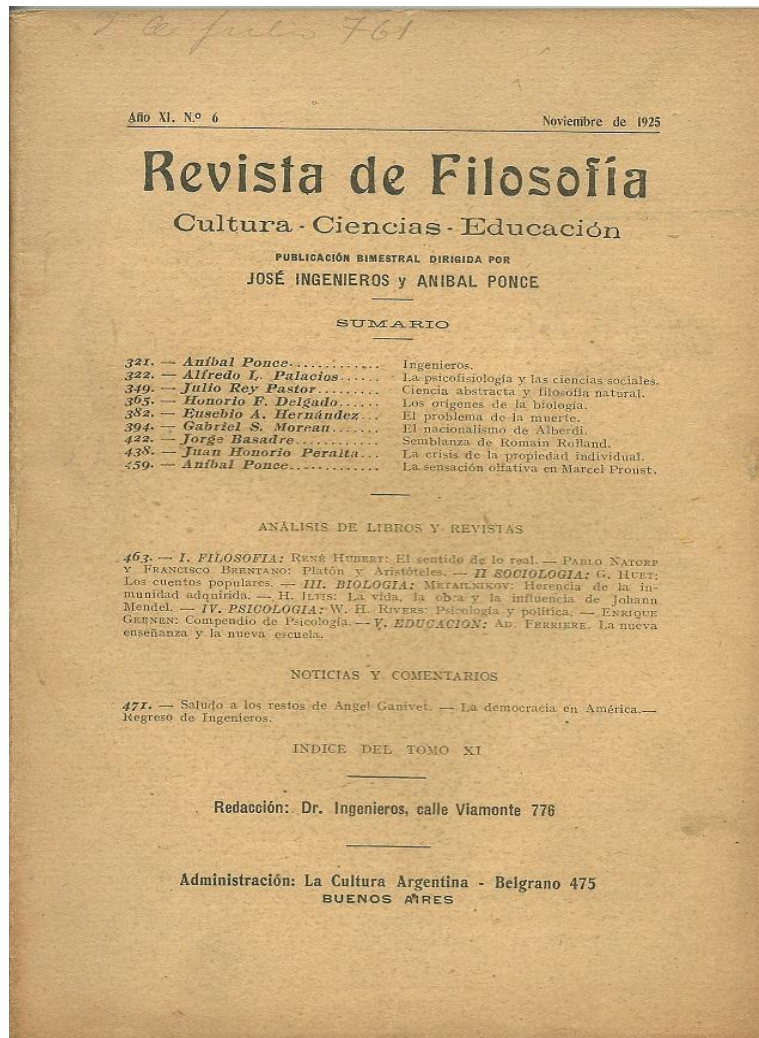 9 de Julio 761
Año XI. N.º 6 Noviembre de 1925
Revista de Filosofía
Cultura - Ciencias - Educación
PUBLICACIÓN BIMESTRAL DIRIGIDA POR
JOSÉ INGENIEROS y ANIBAL PONCE
SUMARIO
321. — Aníbal Ponce............. Ingenieros.
322. — Alfredo L. Palacios...... La psicofisiología y las ciencias sociales.
349. — Julio Rey Pastor......... Ciencia abstracta y filosofía natural.
365. — Honorio F. Delgado...... Los orígenes de la biología.
382. — Eusebio A. Hernández... El problema de la muerte.
394. — Gabriel S. Moreau....... El nacionalismo de Alberdi.
422. — Jorge Basadre........... Semblanza de Romain Rolland.
438. — Juan Honorio Peralta... La crisis de la propiedad individual.
459. — Aníbal Ponce............ La sensación olfativa en Marcel Proust.
ANÁLISIS DE LIBROS Y REVISTAS
463. — I. FILOSOFIA: RENÉ HUBERT: El sentido de lo real. — PABLO NATORP
Y FRANCISCO BRENTANO: Platón y Aristóteles. — II SOCIOLOGIA: G. HUET:
Los cuentos populares. — III. BIOLOGIA: METALNIKOV: Herencia de la in-
munidad adquirida. — H. ILTIS: La vida, la obra y la influencia de Johann
Mendel. — IV. PSICOLOGIA: W. H. RIVERS: Psicología y política. — ENRIQUE
GEENEN: Compendio de Psicología. — V. EDUCACION: AD. FERRIERE. La nueva
enseñanza y la nueva escuela.
NOTICIAS Y COMENTARIOS
471. — Saludo a los restos de Angel Ganivet. — La democracia en América.—
Regreso de Ingenieros.
INDICE DEL TOMO XI
Redacción: Dr. Ingenieros, calle Viamonte 776
Administración: La Cultura Argentina - Belgrano 475
BUENOS AIRES